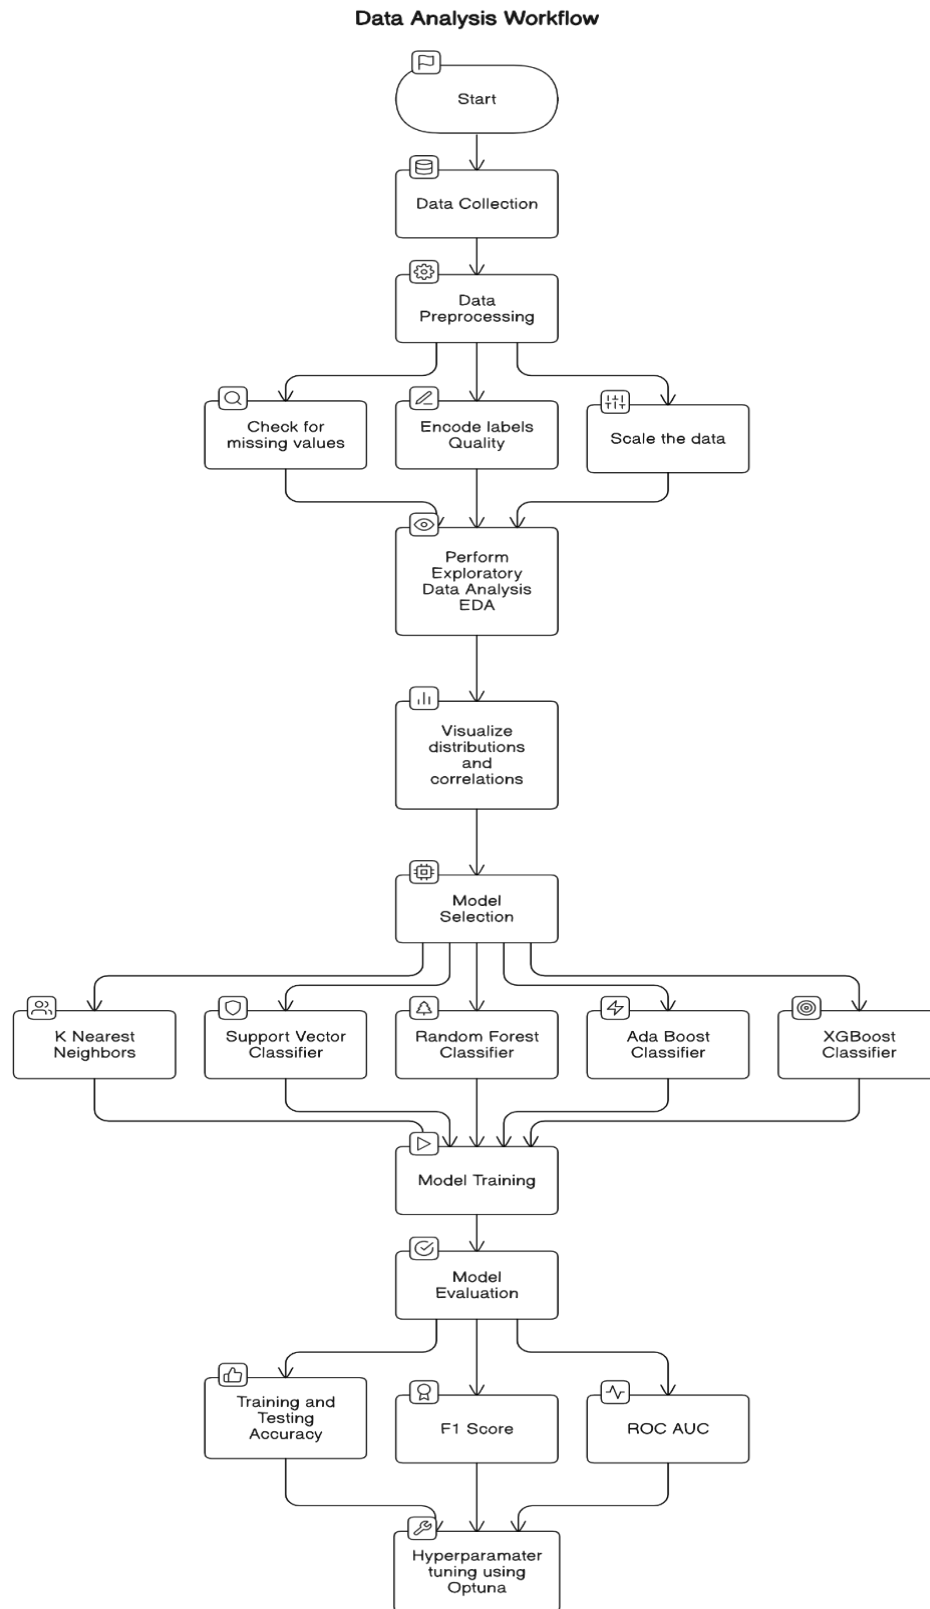 Data Analysis Workflow
Start
Data Collection
Data
Preprocessing
Check for
missing values
Encode labels
Quality
Scale the data
Perform
Exploratory
Data Analysis
EDA
Visualize
distributions
and
correlations
Model
Selection
K Nearest
Neighbors
Support Vector
Classifier
Random Forest
Classifier
Ada Boost
Classifier
XGBoost
Classifier
Model Training
Model
Evaluation
Training and
Testing
Accuracy
F1 Score
ROC AUC
Hyperparamater
tuning using
Optuna